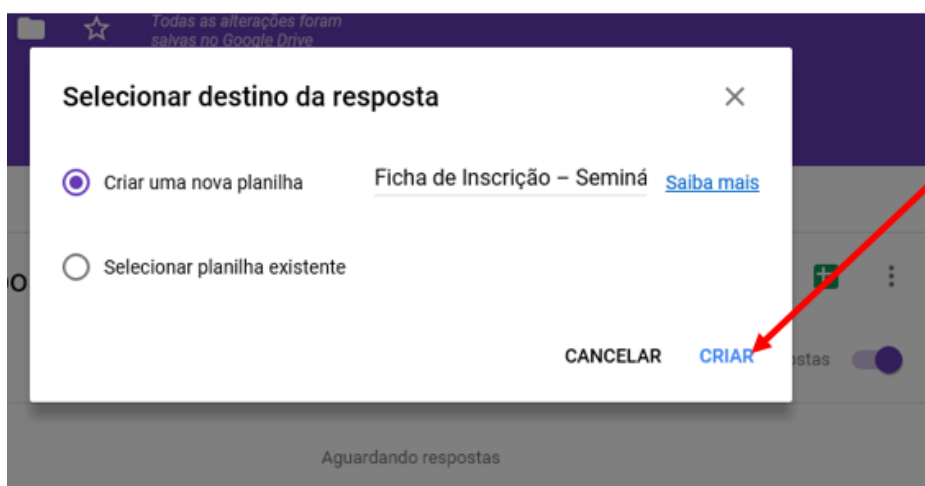 Todas as alterações foram
salvas no Google Drive
Selecionar destino da resposta
Criar uma nova planilha
Ficha de Inscrição – Seminá
Saiba mais
Selecionar planilha existente
CANCELAR
CRIAR
Aguardando respostas